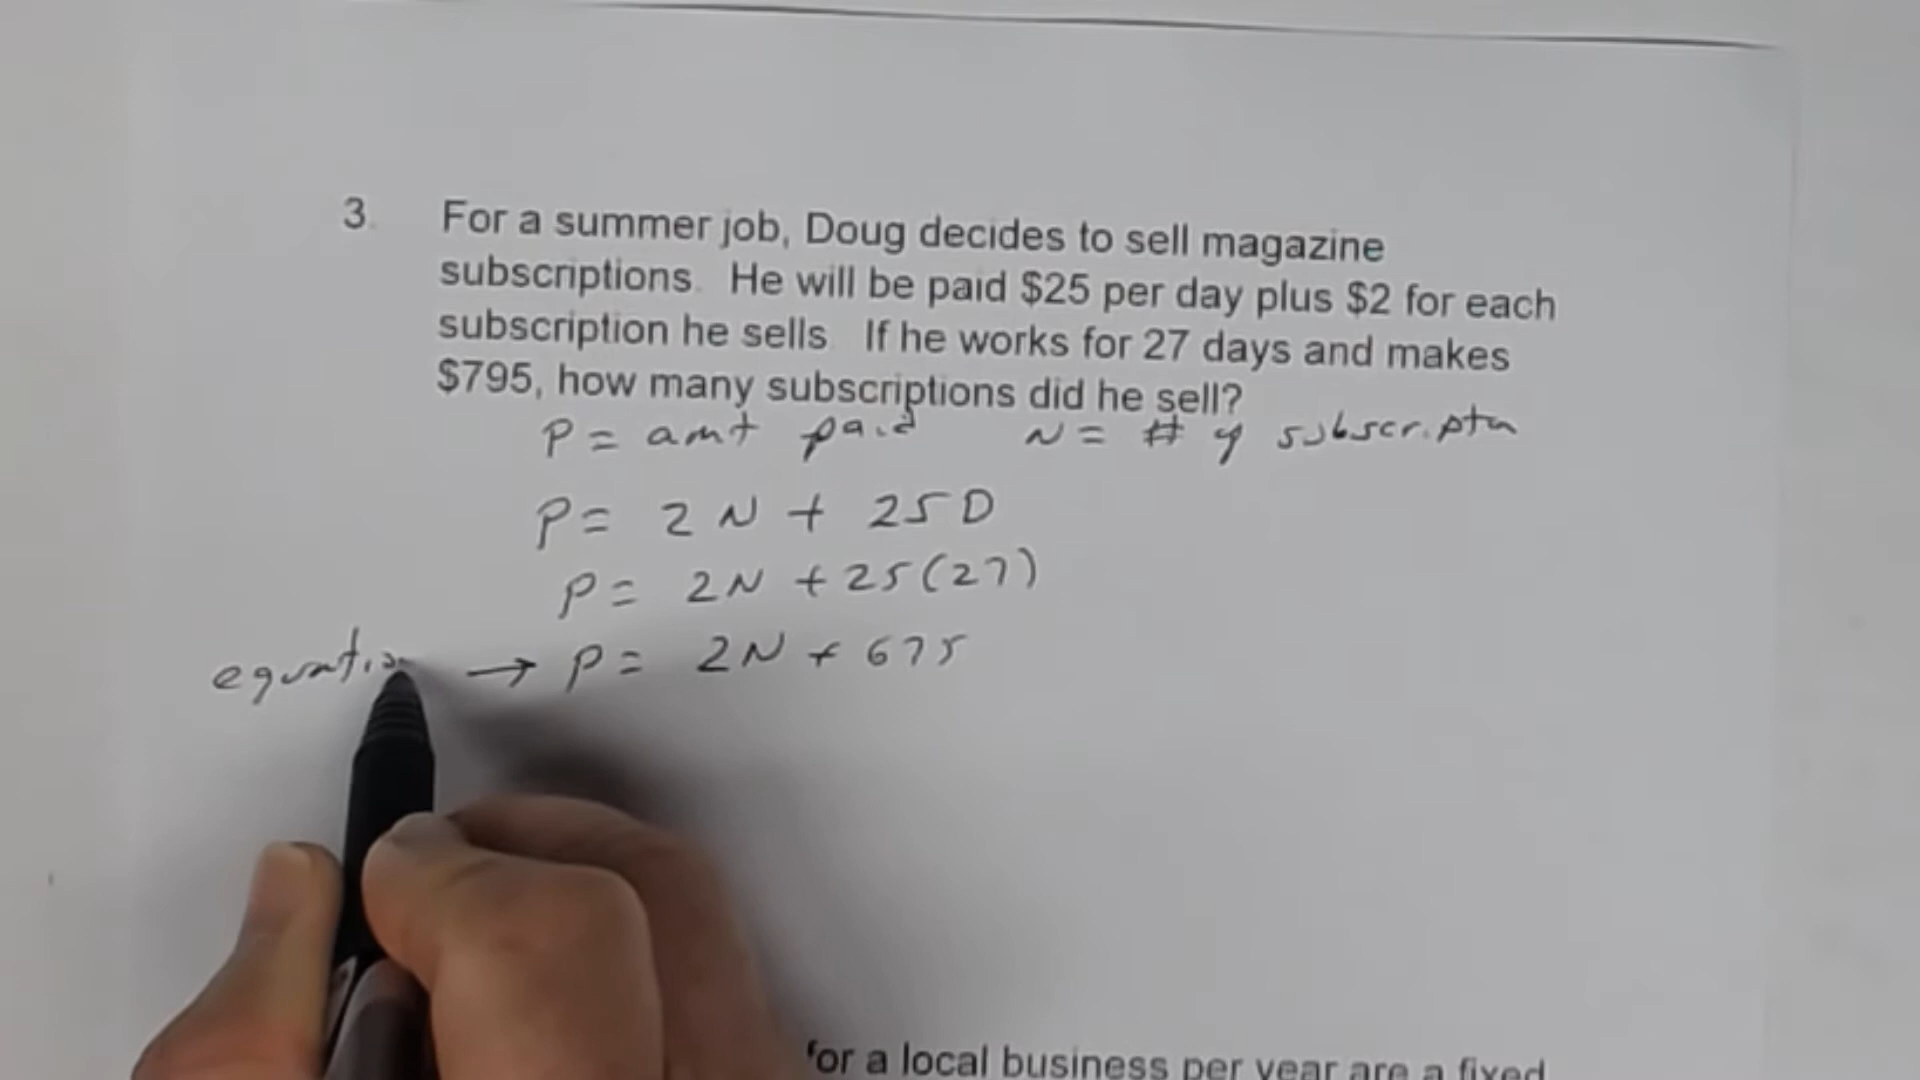 3. For a summer job, Doug decides to sell magazine
subscriptions. He will be paid $25 per day plus $2 for each
subscription he sells If he works for 27 days and makes
$795, how many subscriptions did he sell?
P = amt paid N = # of subscriptn
P = 2N + 25D
P = 2N + 25(27)
equation → P = 2N + 675
for a local business per year are a fixed